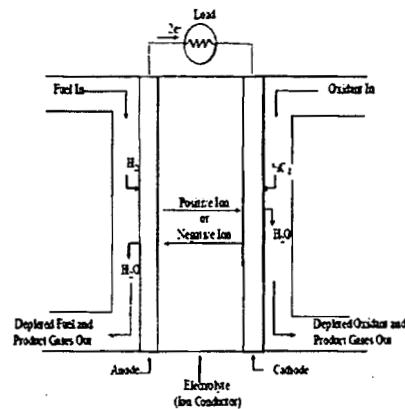 Load
2e
Fuel In
Oxidant In
H2
Positive Ion
or
Negative Ion
H2O
H2O
Depleted Fuel and
Product Gases Out
Depleted Oxidant and
Product Gases Out
Anode
Cathode
Electrolyte
(Ion Conductor)